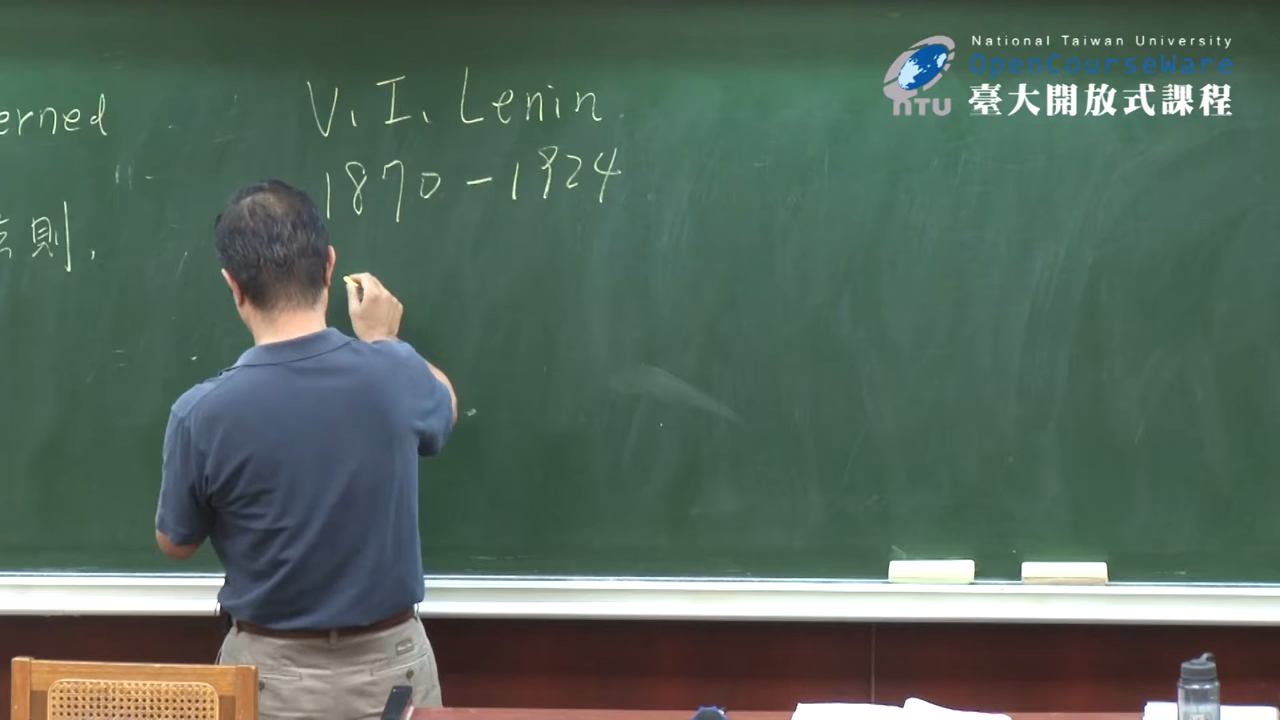 National Taiwan University
OpenCourseWare
臺大開放式課程
NTU
V. I. Lenin
1870-1924
erned
則.